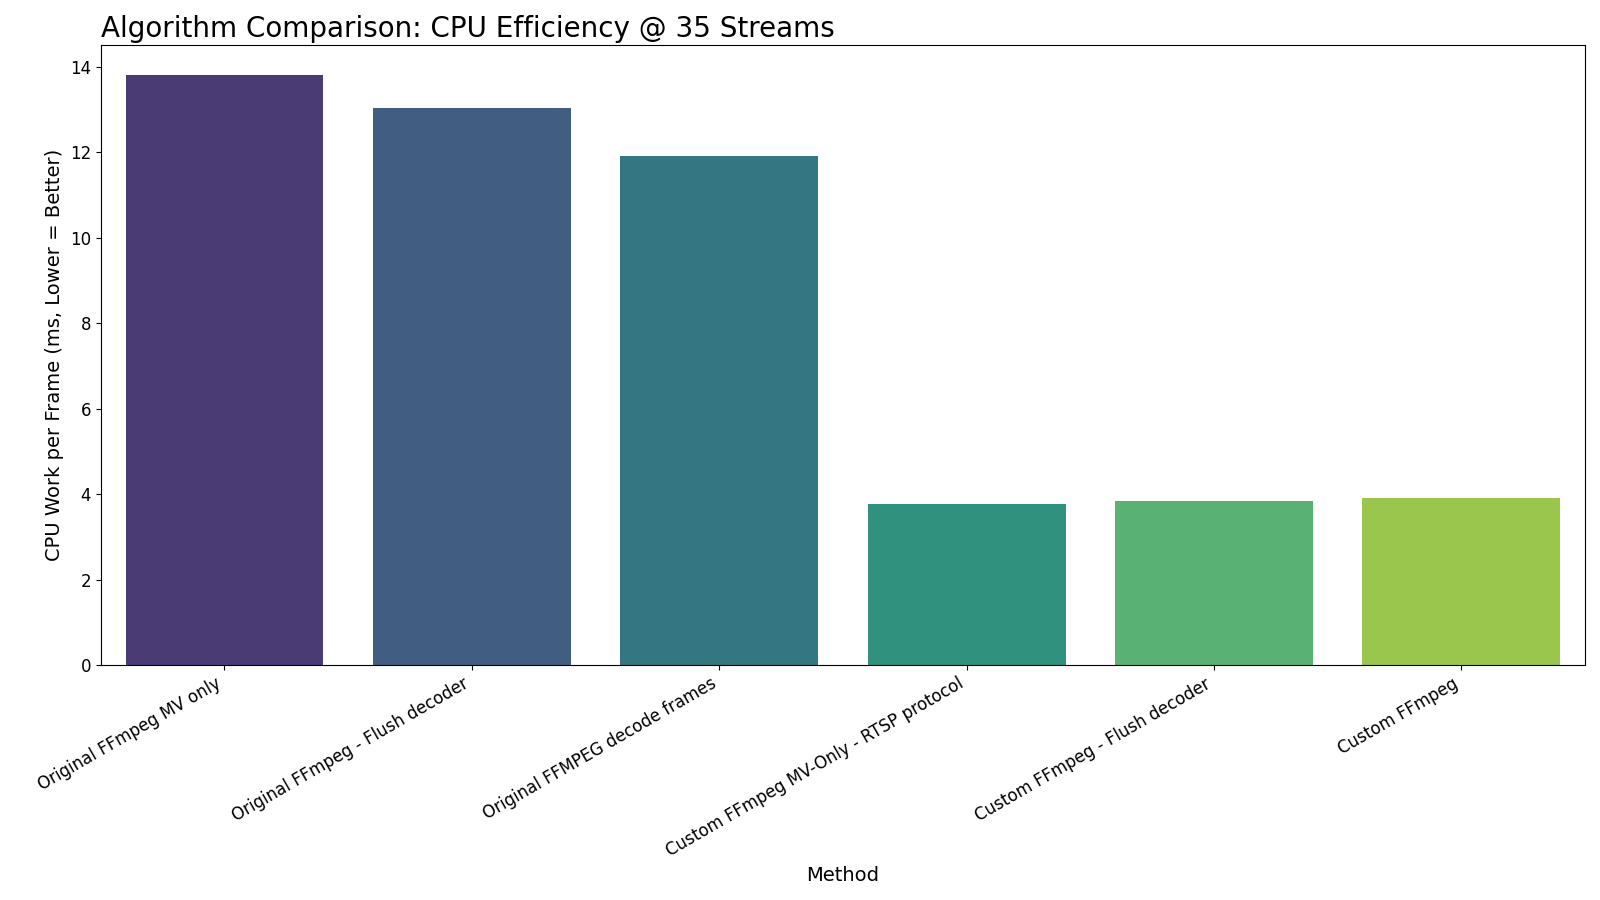 Algorithm Comparison: CPU Efficiency @ 35 Streams
CPU Work per Frame (ms, Lower = Better)
14
12
10
8
6
4
2
0
Original FFmpeg MV only
Original FFmpeg - Flush decoder
Original FFMPEG decode frames
Custom FFmpeg MV-Only - RTSP protocol
Custom FFmpeg - Flush decoder
Custom FFmpeg
Method